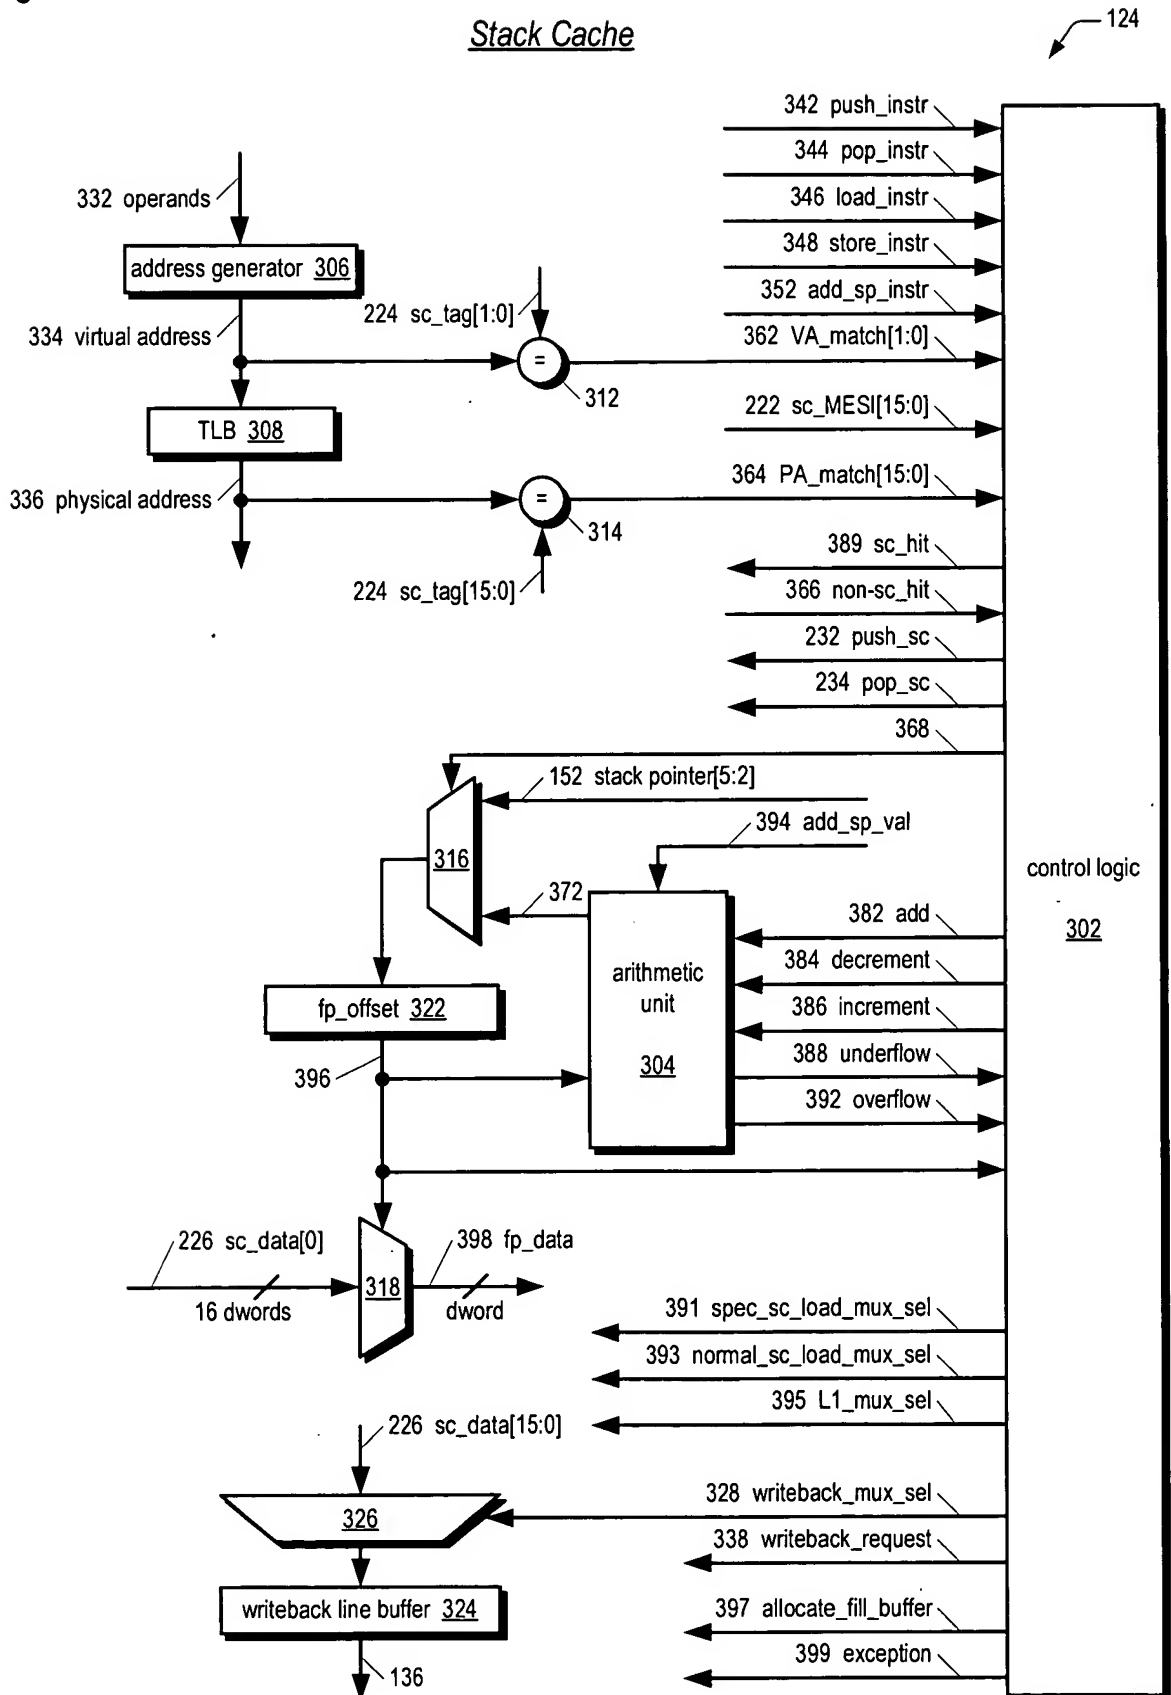 Stack Cache
124
342 push_instr
344 pop_instr
332 operands
346 load_instr
348 store_instr
address generator 306
352 add_sp_instr
224 sc_tag[1:0]
334 virtual address
362 VA_match[1:0]
=
312
222 sc_MESI[15:0]
TLB 308
364 PA_match[15:0]
336 physical address
=
314
389 sc_hit
224 sc_tag[15:0]
366 non-sc_hit
232 push_sc
234 pop_sc
368
152 stack pointer[5:2]
394 add_sp_val
316
control logic
302
372
382 add
384 decrement
arithmetic
unit
304
386 increment
fp_offset 322
388 underflow
396
392 overflow
226 sc_data[0]
398 fp_data
318
16 dwords
dword
391 spec_sc_load_mux_sel
393 normal_sc_load_mux_sel
395 L1_mux_sel
226 sc_data[15:0]
328 writeback_mux_sel
326
338 writeback_request
writeback line buffer 324
397 allocate_fill_buffer
399 exception
136